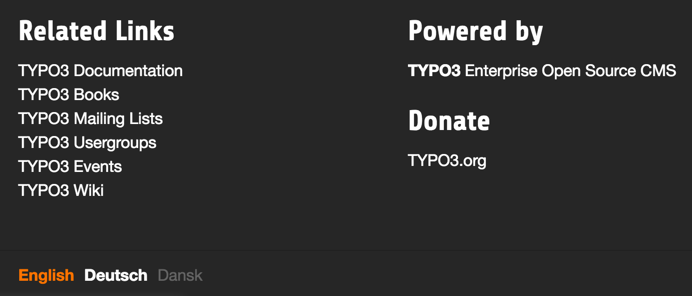 Related Links
TYPO3 Documentation
TYPO3 Books
TYPO3 Mailing Lists
TYPO3 Usergroups
TYPO3 Events
TYPO3 Wiki
Powered by
TYPO3 Enterprise Open Source CMS
Donate
TYPO3.org
English Deutsch Dansk